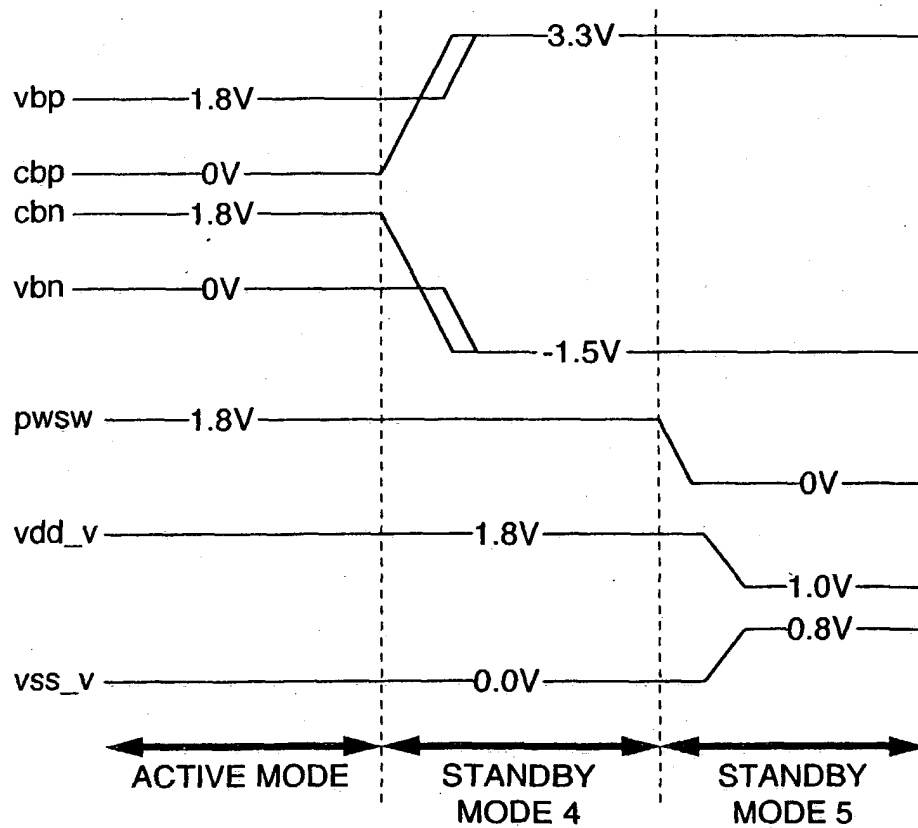 3.3V
vbp 1.8V
cbp 0V
cbn 1.8V
vbn 0V
-1.5V
pwsw 1.8V
0V
vdd_v 1.8V
1.0V
0.8V
vss_v 0.0V
ACTIVE MODE
STANDBY
MODE 4
STANDBY
MODE 5